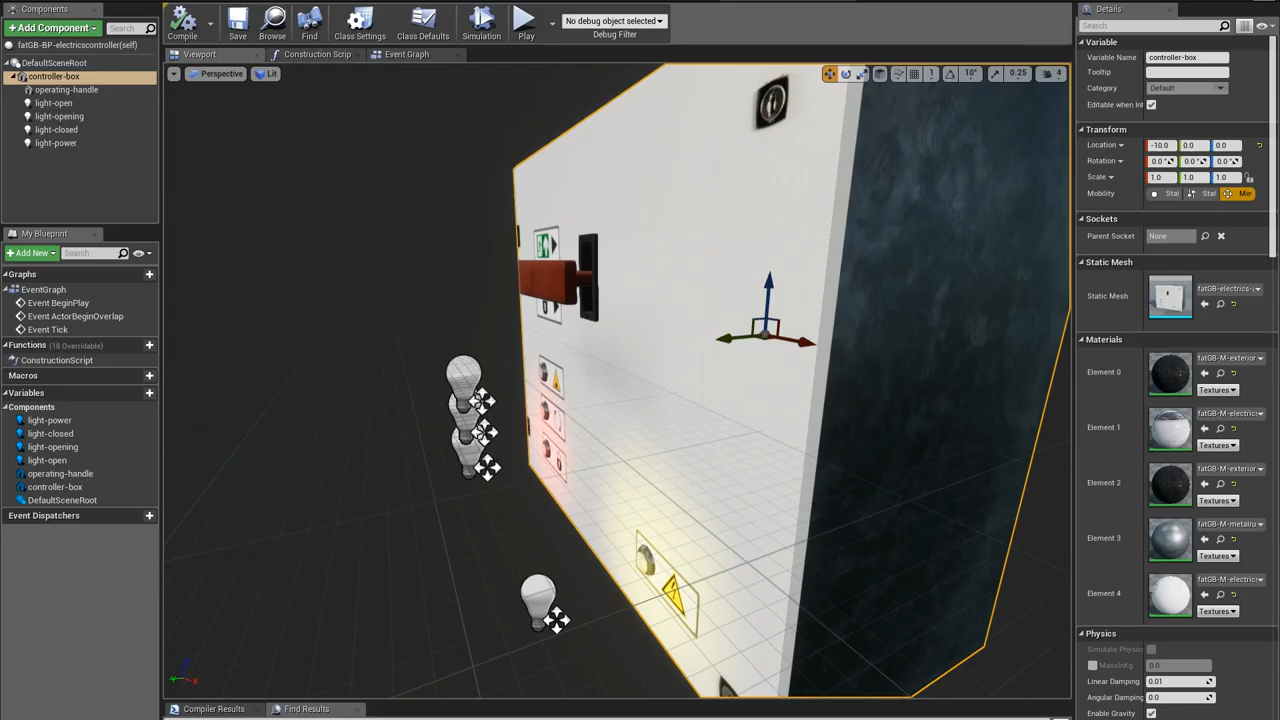 Components
Add Component
Search
fatGB-BP-electricscontroller(self)
DefaultSceneRoot
controller-box
operating-handle
light-open
light-opening
light-closed
light-power
My Blueprint
Add New
Search
Graphs
EventGraph
Event BeginPlay
Event ActorBeginOverlap
Event Tick
Functions (18 Overridable)
ConstructionScript
Macros
Variables
Components
light-power
light-closed
light-opening
light-open
operating-handle
controller-box
DefaultSceneRoot
Event Dispatchers
Compile
Save
Browse
Find
Class Settings
Class Defaults
Simulation
Play
No debug object selected
Debug Filter
Viewport
Construction Scrip
Event Graph
Perspective
Lit
1
10°
0.25
4
Compiler Results
Find Results
Details
Search
Variable
Variable Name
controller-box
Tooltip
Category
Default
Editable when Inf
Transform
Location
-10.0
0.0
0.0
Rotation
0.0 °
0.0 °
0.0 °
Scale
1.0
1.0
1.0
Mobility
Stat
Stat
Mov
Sockets
Parent Socket
None
Static Mesh
Static Mesh
fatGB-electrics-
Materials
Element 0
fatGB-M-exterior
Textures
Element 1
fatGB-M-electric
Textures
Element 2
fatGB-M-exterior
Textures
Element 3
fatGB-M-metalru
Textures
Element 4
fatGB-M-electric
Textures
Physics
Simulate Physic
MassInKg
0.0
Linear Damping
0.01
Angular Damping
0.0
Enable Gravity